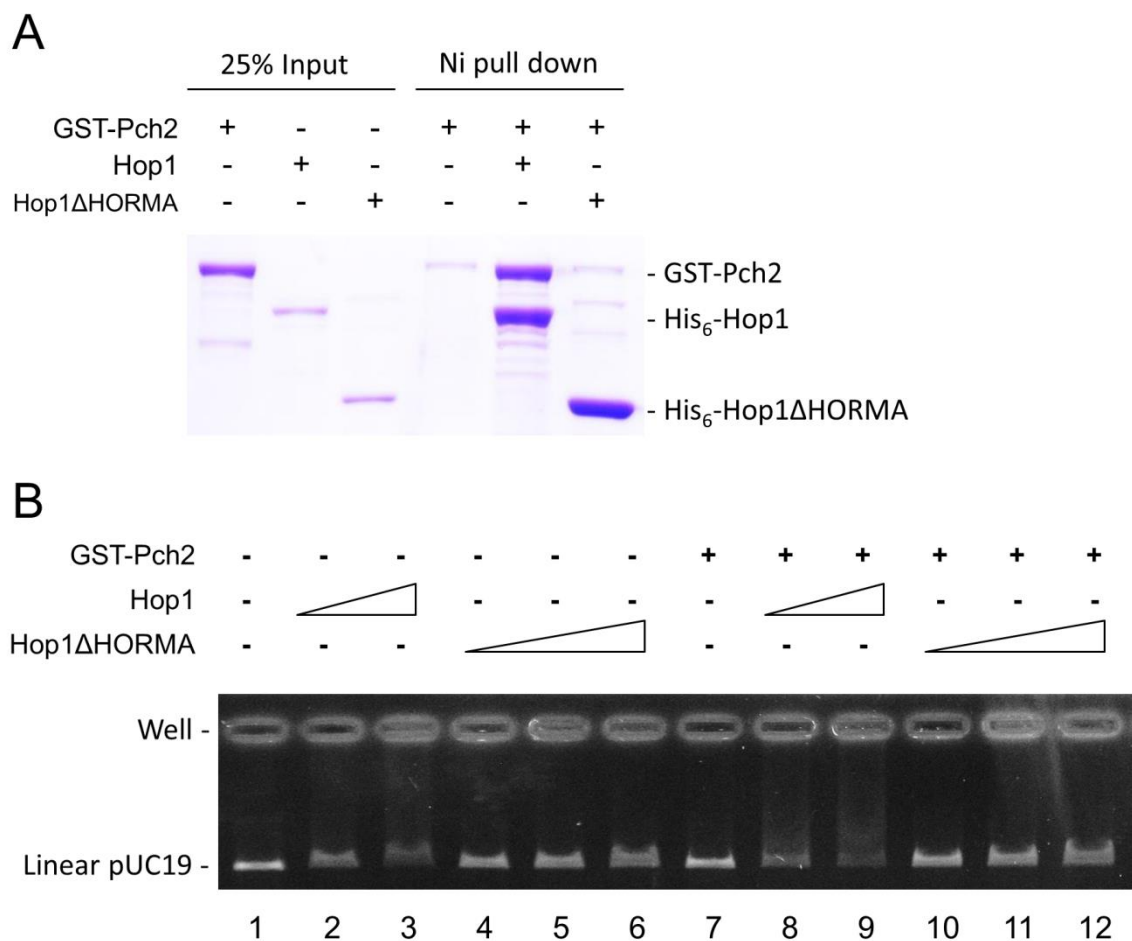 A
25% Input Ni pull down
GST-Pch2 + - - + + +
Hop1 - + - - + -
Hop1ΔHORMA - - + - - +
- GST-Pch2
- His₆-Hop1
- His₆-Hop1ΔHORMA
B
GST-Pch2 - - - - - - + + + + + +
Hop1 - - - - - - - -
Hop1ΔHORMA - - - - - -
Well -
Linear pUC19 -
1 2 3 4 5 6 7 8 9 10 11 12